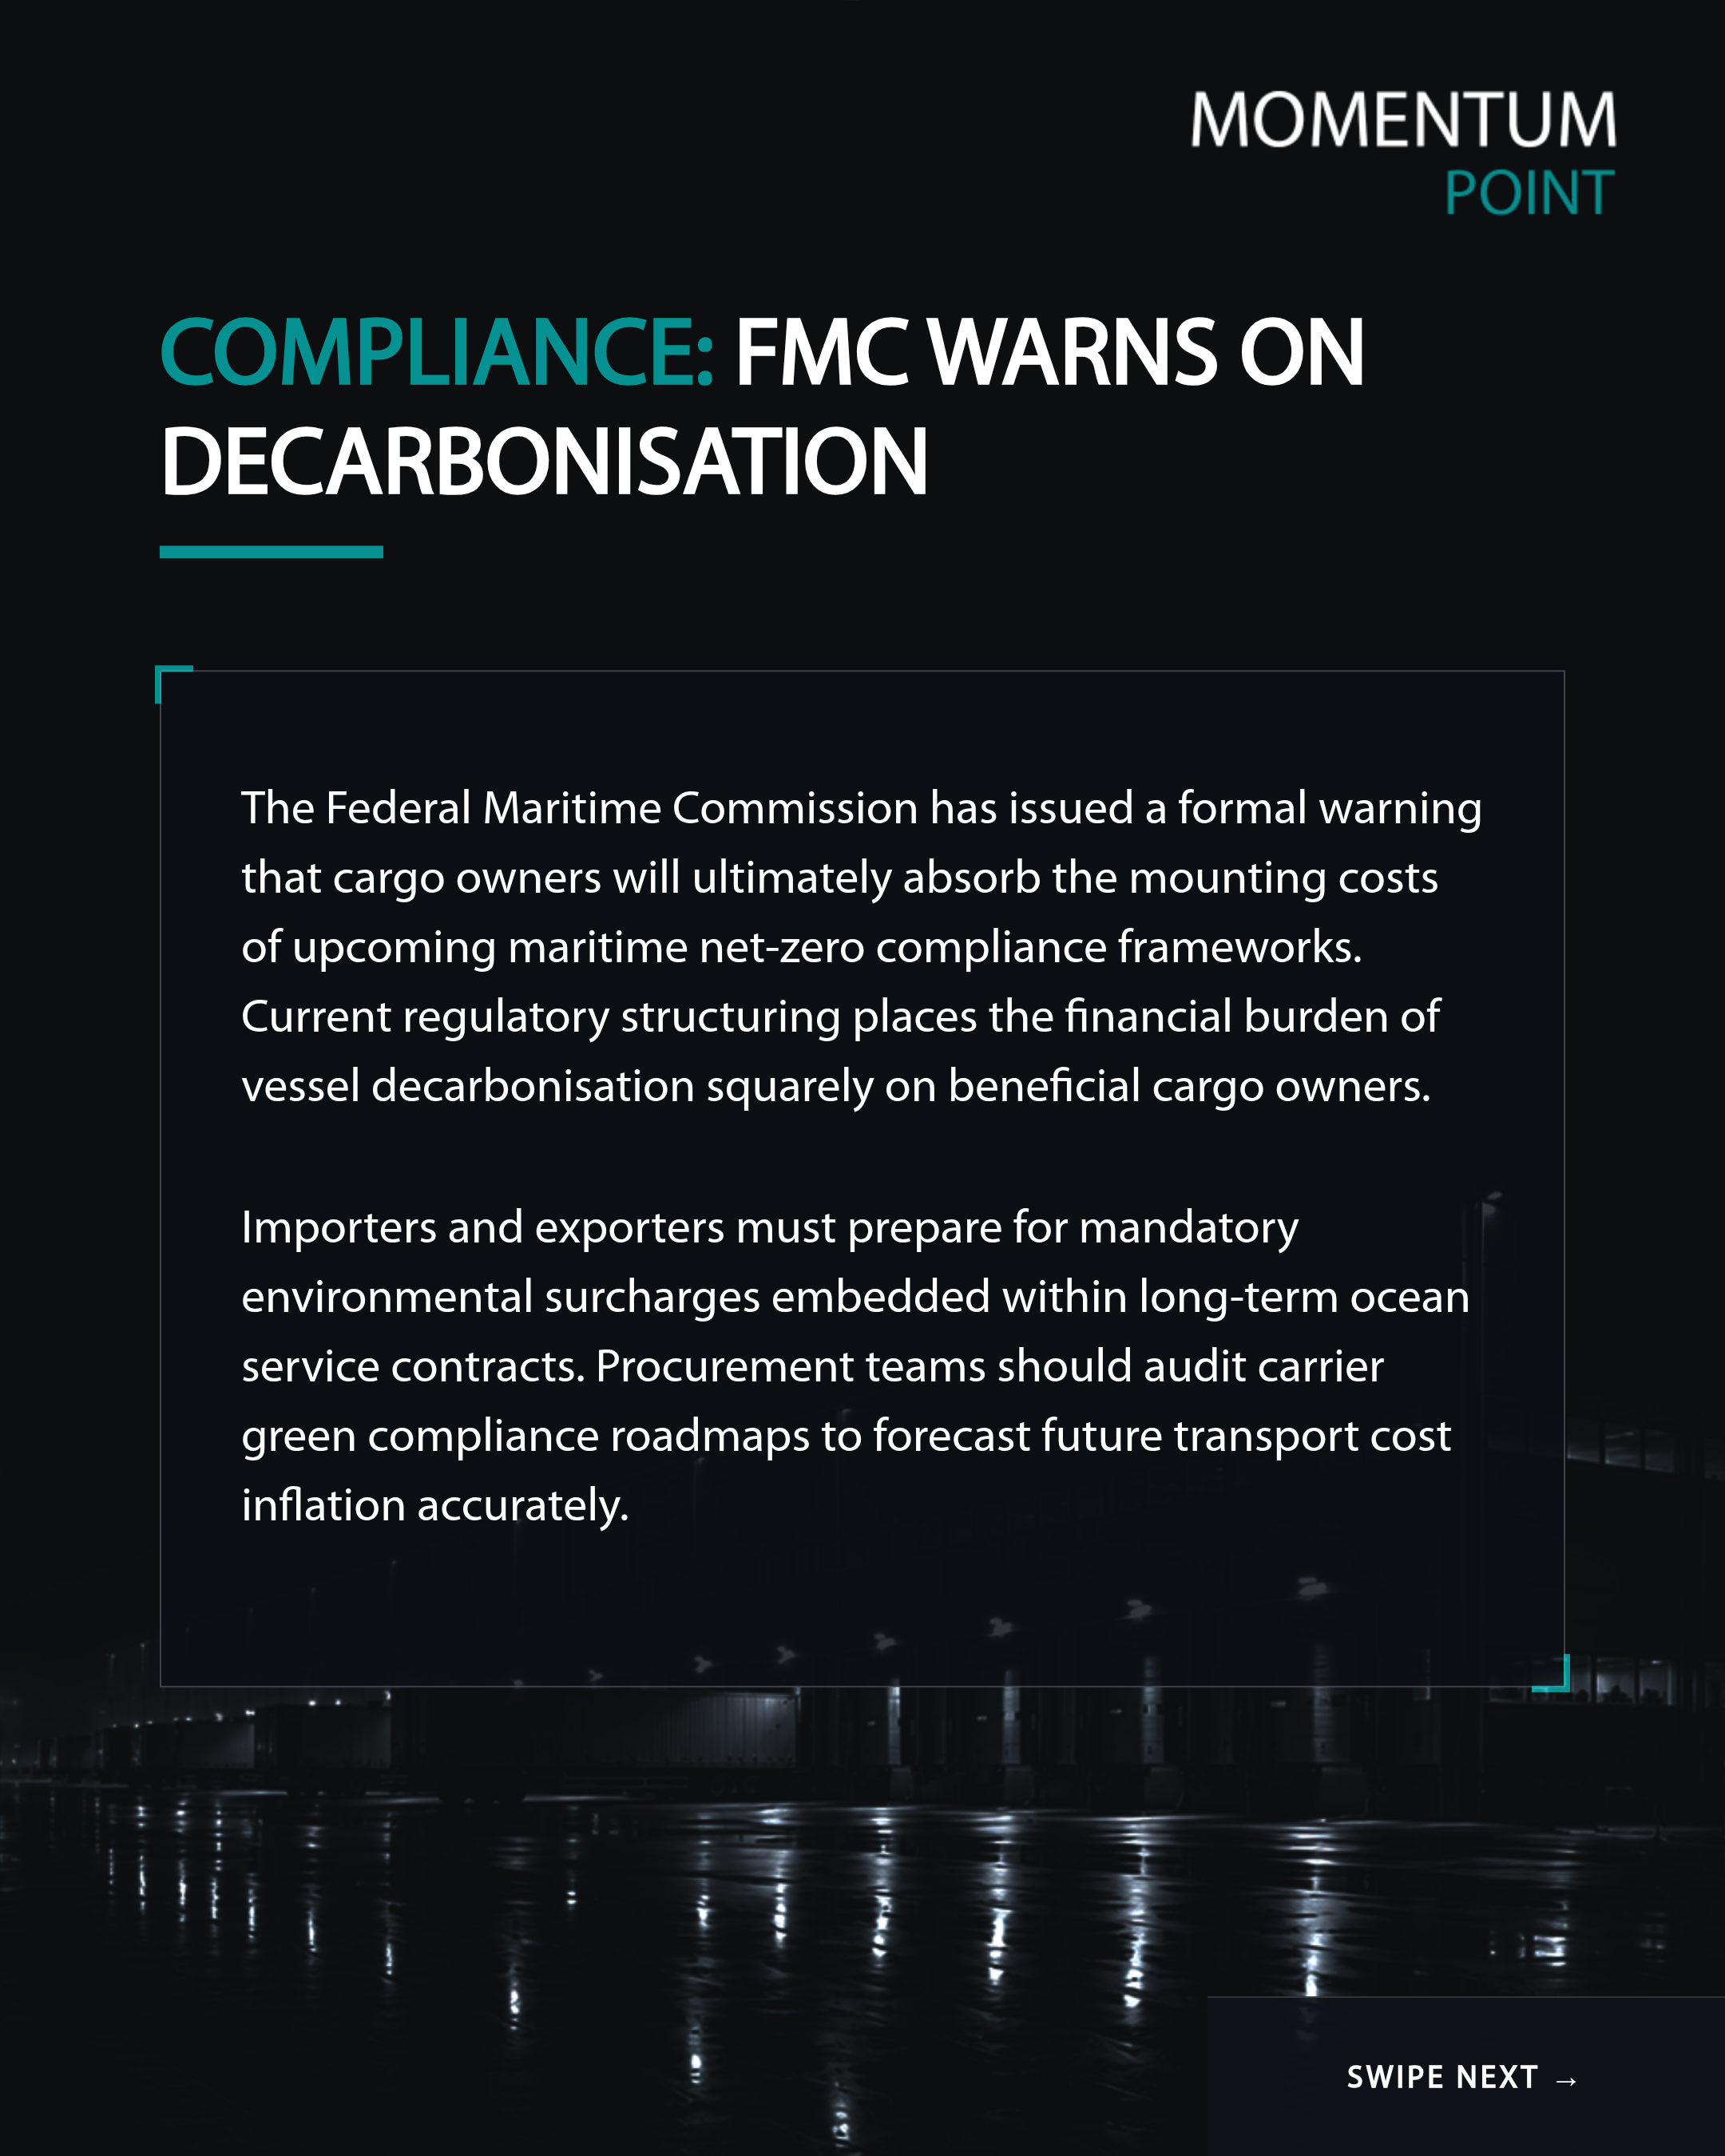 MOMENTUM
POINT
COMPLIANCE: FMC WARNS ON
DECARBONISATION
The Federal Maritime Commission has issued a formal warning
that cargo owners will ultimately absorb the mounting costs
of upcoming maritime net-zero compliance frameworks.
Current regulatory structuring places the financial burden of
vessel decarbonisation squarely on beneficial cargo owners.
Importers and exporters must prepare for mandatory
environmental surcharges embedded within long-term ocean
service contracts. Procurement teams should audit carrier
green compliance roadmaps to forecast future transport cost
inflation accurately.
SWIPE NEXT →